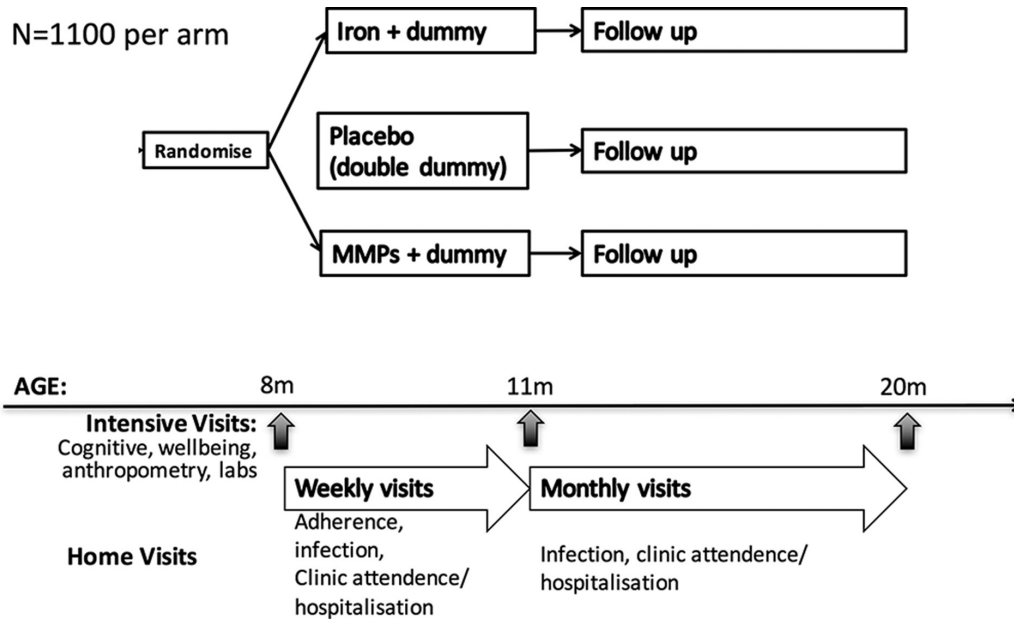 N=1100 per arm
Iron + dummy
Follow up
Randomise
Placebo
(double dummy)
Follow up
MMPs + dummy
Follow up
AGE:
8m
11m
20m
Intensive Visits:
Cognitive, wellbeing,
anthropometry, labs
Weekly visits
Monthly visits
Home Visits
Adherence,
infection,
Clinic attendence/
hospitalisation
Infection, clinic attendence/
hospitalisation